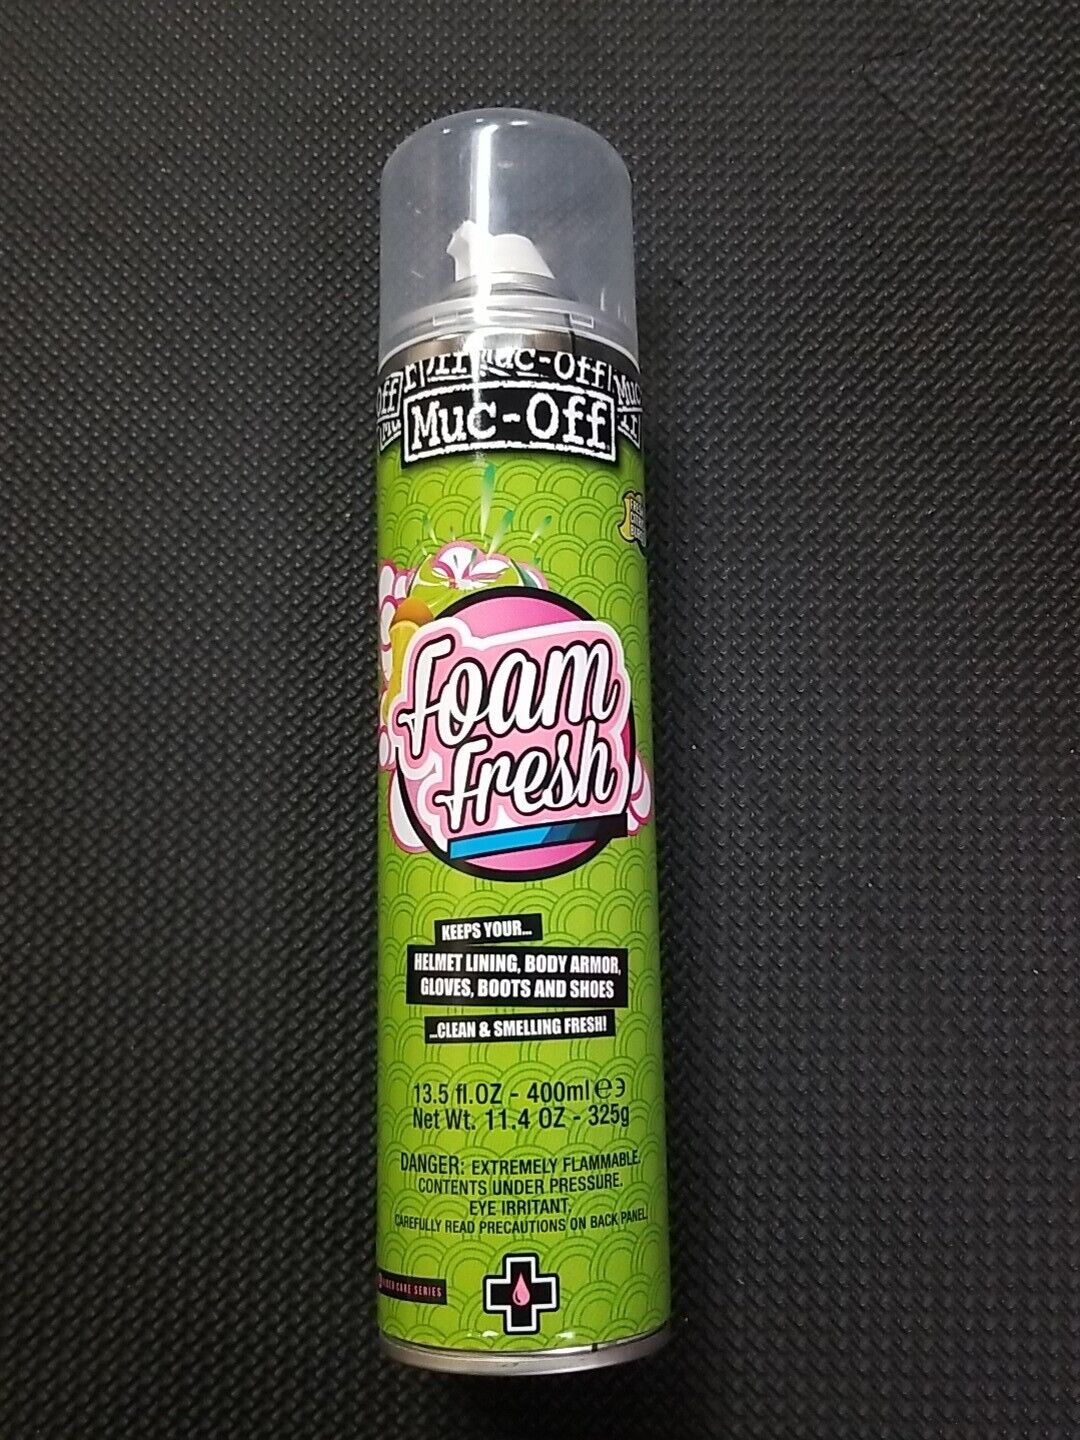 Muc-Off
Muc-Off
foam
fresh
KEEPS YOUR...
HELMET LINING, BODY ARMOR,
GLOVES, BOOTS AND SHOES
...CLEAN & SMELLING FRESH!
13.5 fl.OZ - 400ml℮
Net Wt. 11.4 OZ - 325g
DANGER: EXTREMELY FLAMMABLE.
CONTENTS UNDER PRESSURE.
EYE IRRITANT.
CAREFULLY READ PRECAUTIONS ON BACK PANEL.
CARE SERIES